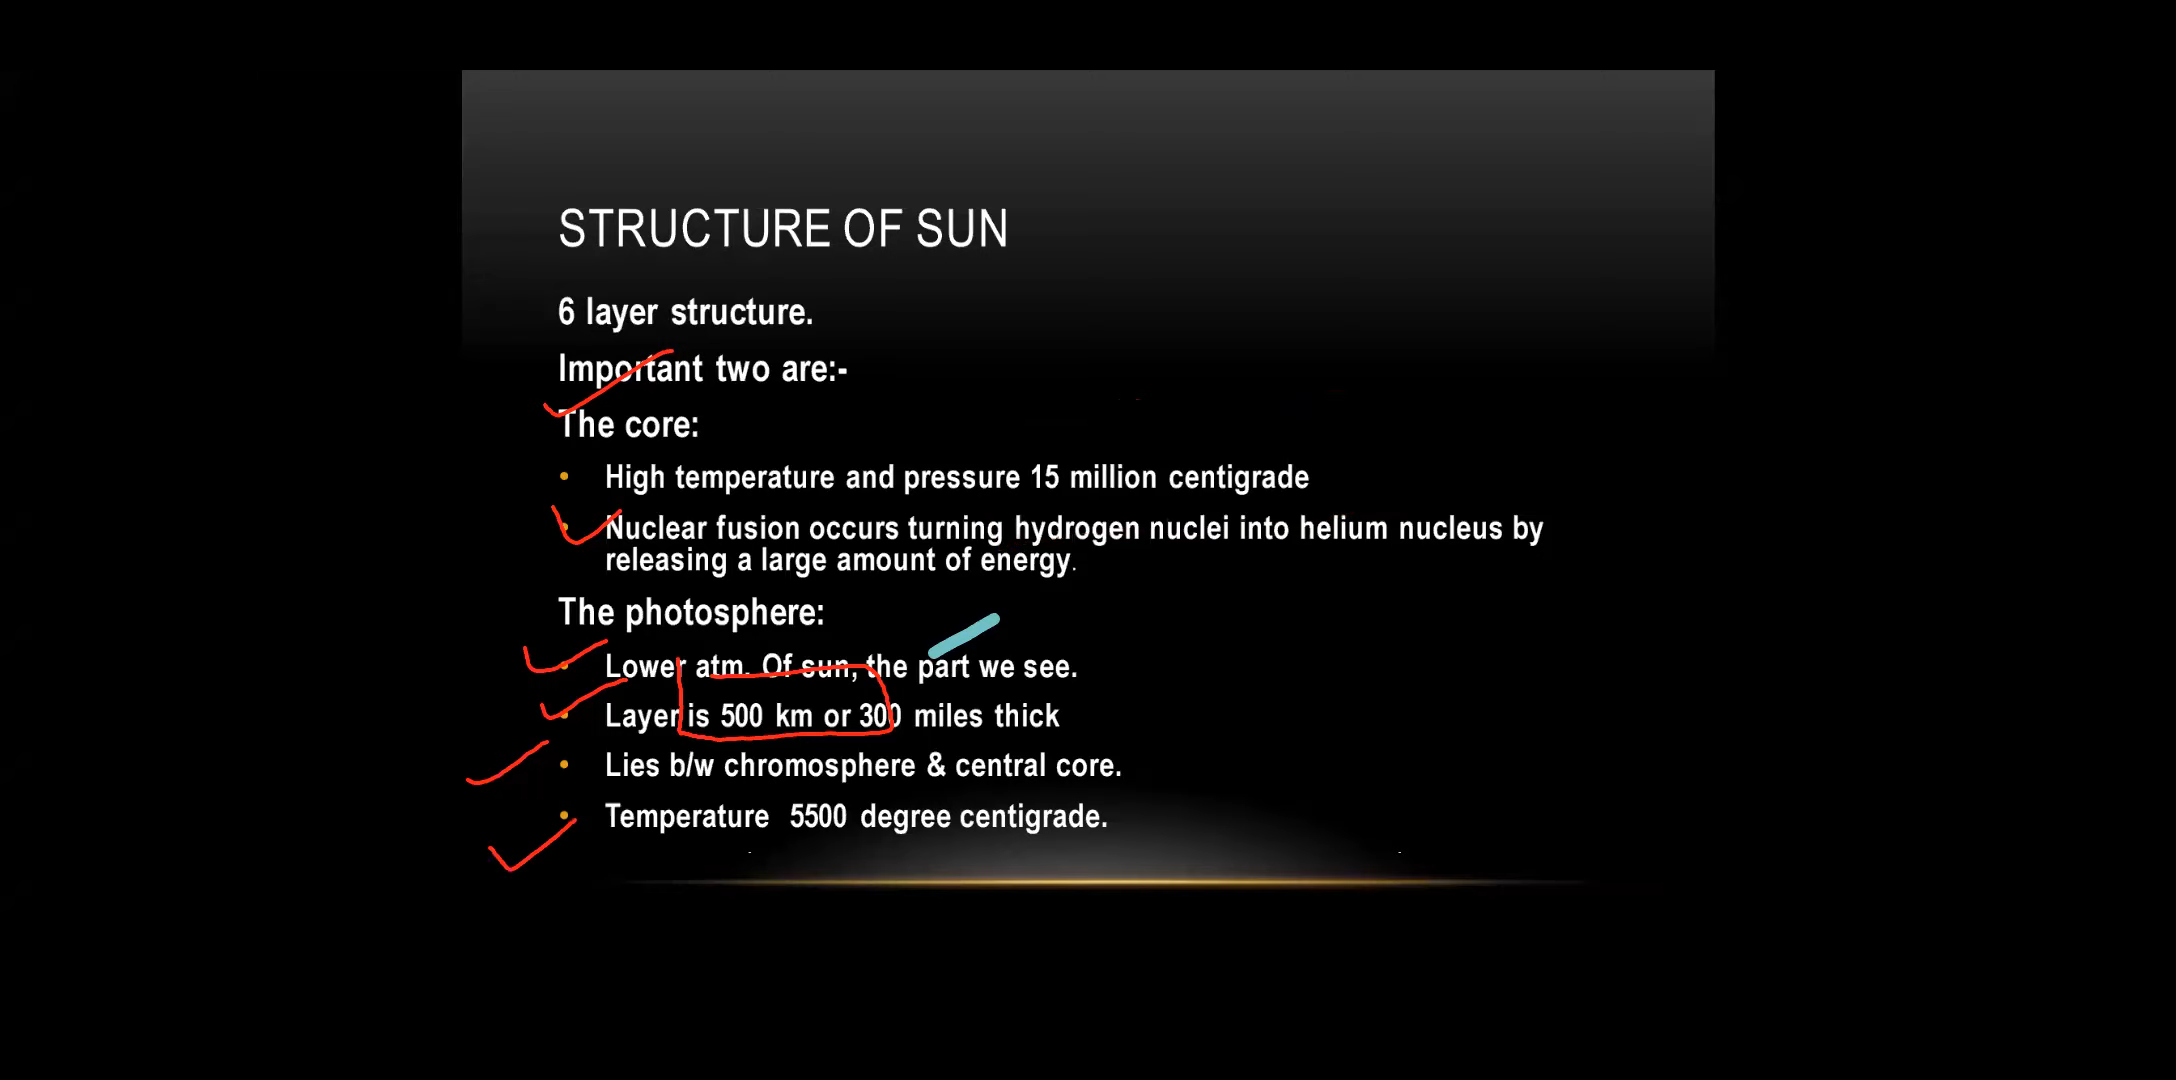 STRUCTURE OF SUN
6 layer structure.
Important two are:-
The core:
• High temperature and pressure 15 million centigrade
• Nuclear fusion occurs turning hydrogen nuclei into helium nucleus by
releasing a large amount of energy.
The photosphere:
• Lower atm. Of sun, the part we see.
• Layer is 500 km or 300 miles thick
• Lies b/w chromosphere & central core.
• Temperature 5500 degree centigrade.